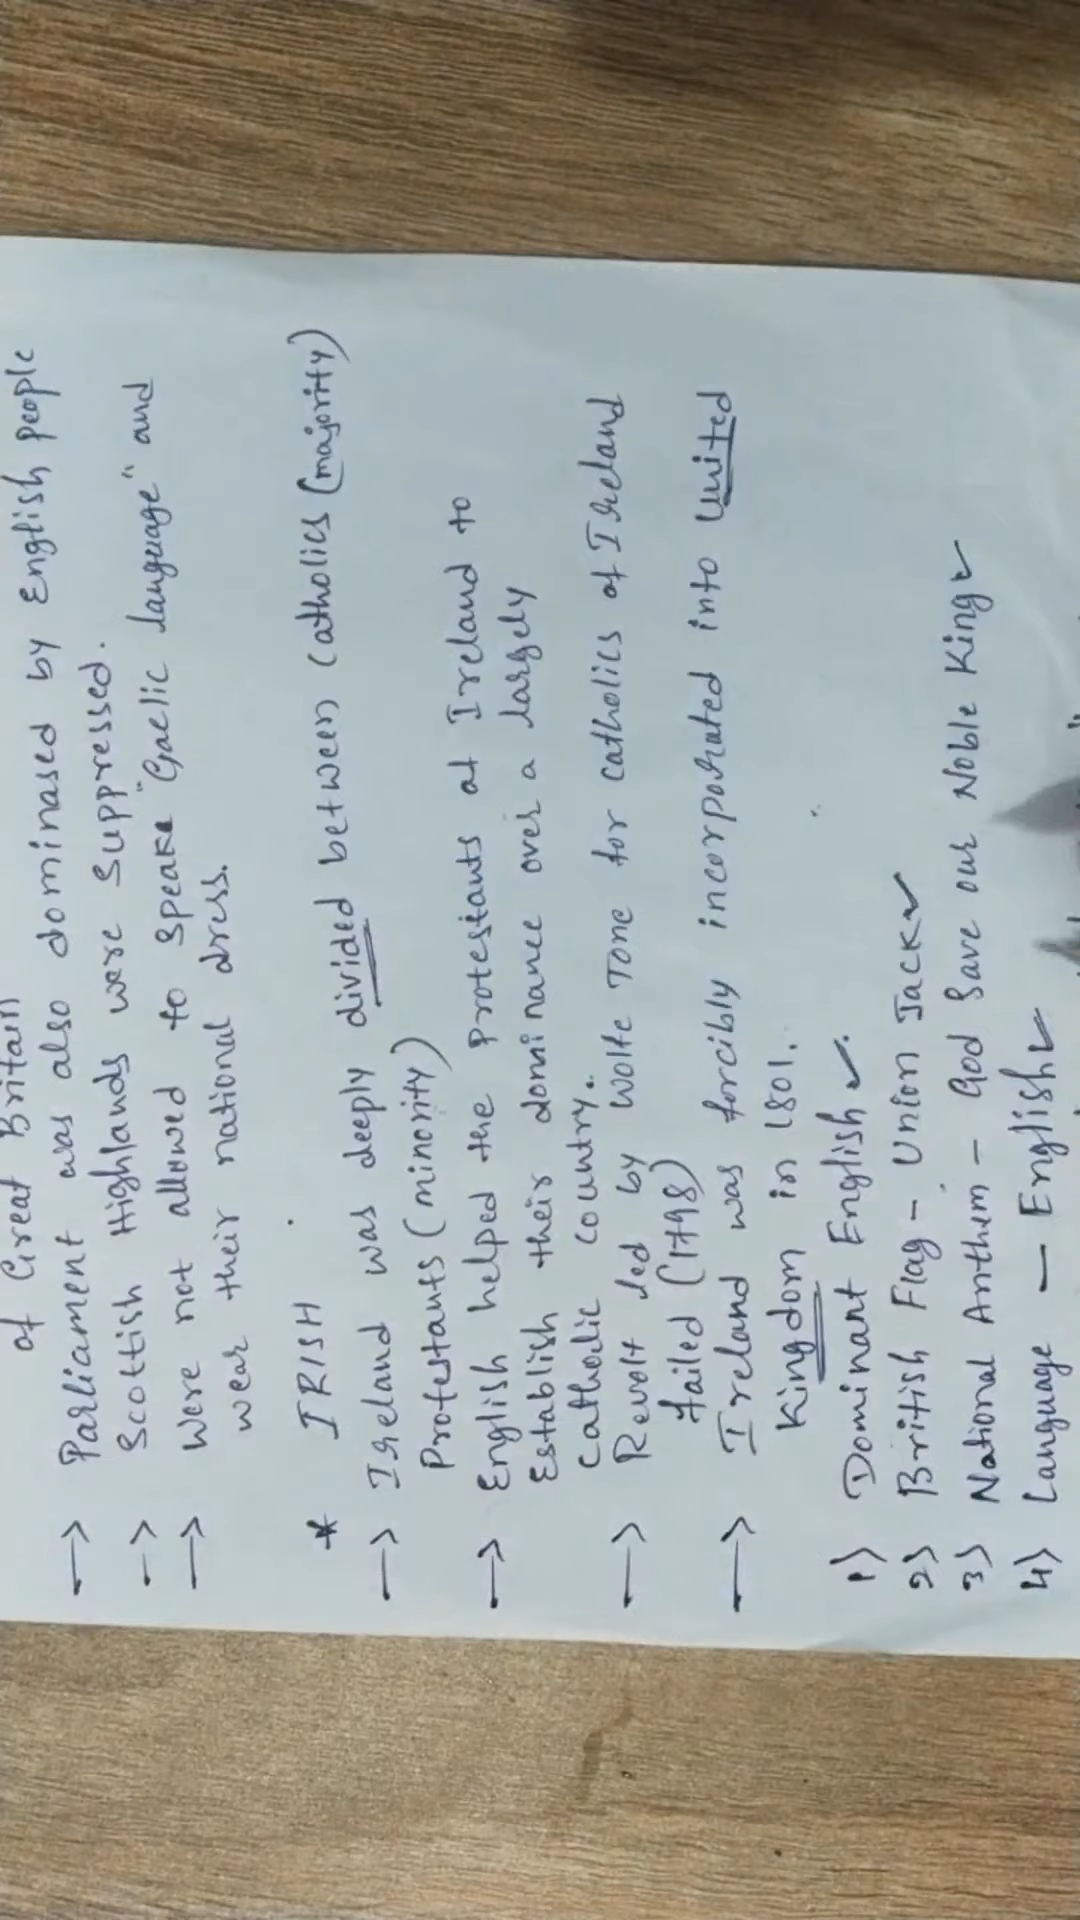 of Great Britain
→ Parliament was also dominased by English people
→ Scottish Highlands were suppressed.
→ Were not allowed to speake "Gaelic language" and
wear their national dress.
* IRISH
→ Ireland was deeply divided between Catholics (majority)
Protestants (minority)
→ English helped the protestants at Ireland to
Establish their dominance over a largely
Catholic country.
→ Revolt led by Wolfe Tone for Catholics of Ireland
failed (1798)
→ Ireland was forcibly incorporated into United
Kingdom in 1801.
1) Dominant English ✓
2) British Flag - Union Jack ✓
3) National Anthem - God Save our Noble King ✓
4) Language - English ✓